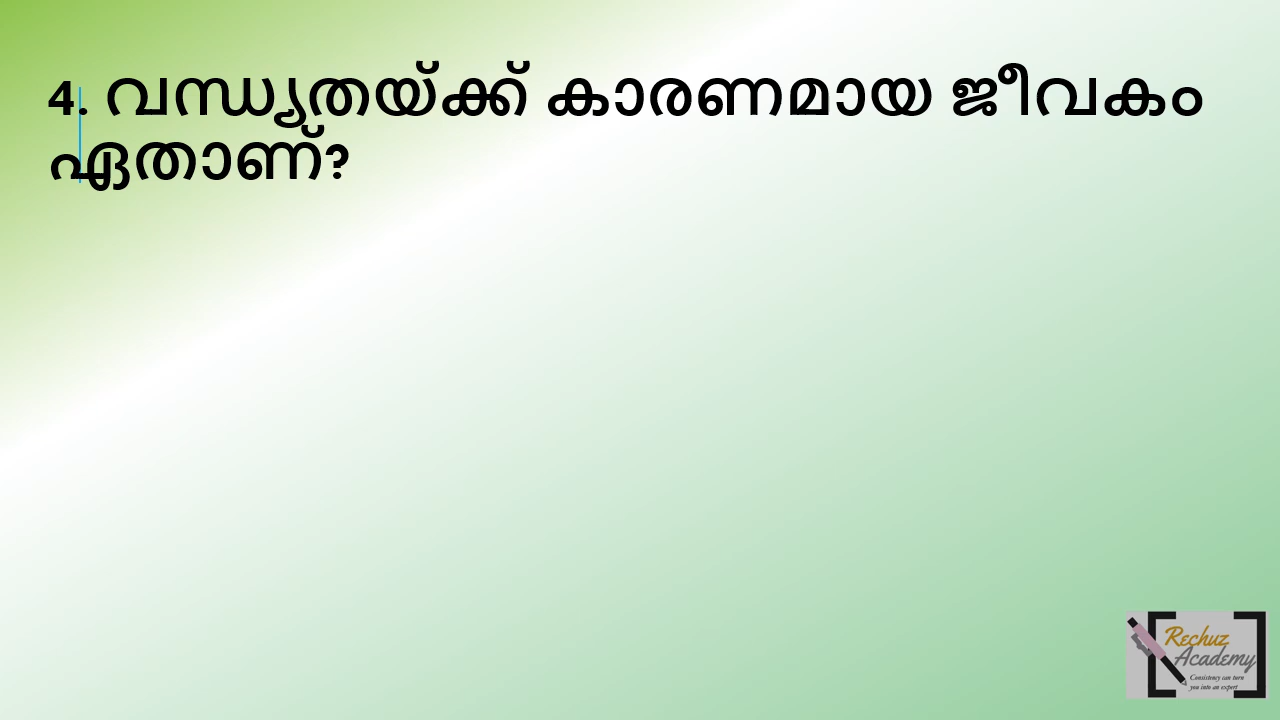 4. വന്ധ്യതയ്ക്ക് കാരണമായ ജീവകം
ഏതാണ്?
Rechuz
Academy
Consistency can turn
you into an expert